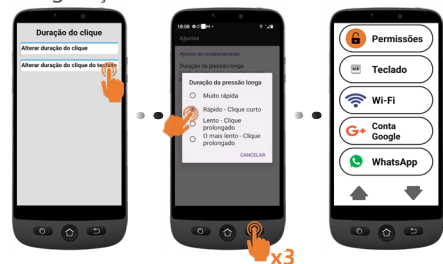 Duração do clique
Alterar duração do clique
Alterar duração do clique do teclado
18:08
Ajustes
Ajustes de comportamento
Duração da pressão longa
Duração da pressão longa
Muito rápida
Rápido - Clique curto
Lento - Clique
prolongado
O mais lento - Clique
prolongado
CANCELAR
x3
Permissões
Teclado
Wi-Fi
G+ Conta
Google
WhatsApp